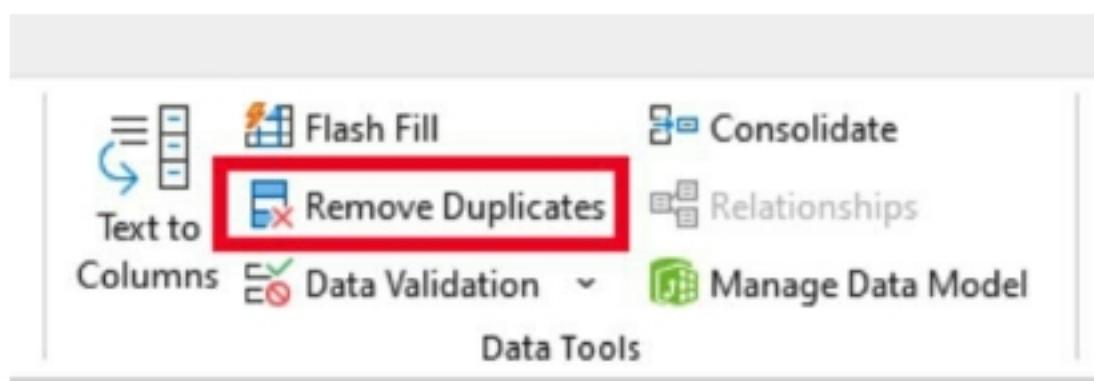 Text to
Columns
Flash Fill
Remove Duplicates
Data Validation
Consolidate
Relationships
Manage Data Model
Data Tools